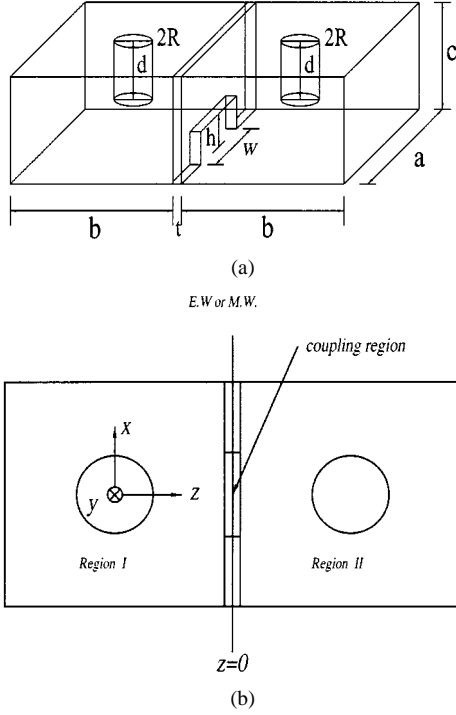 2R
2R
c
d
d
h
W
a
b
t
b
(a)
E.W or M.W.
coupling region
x
y
z
Region I
Region II
z=0
(b)